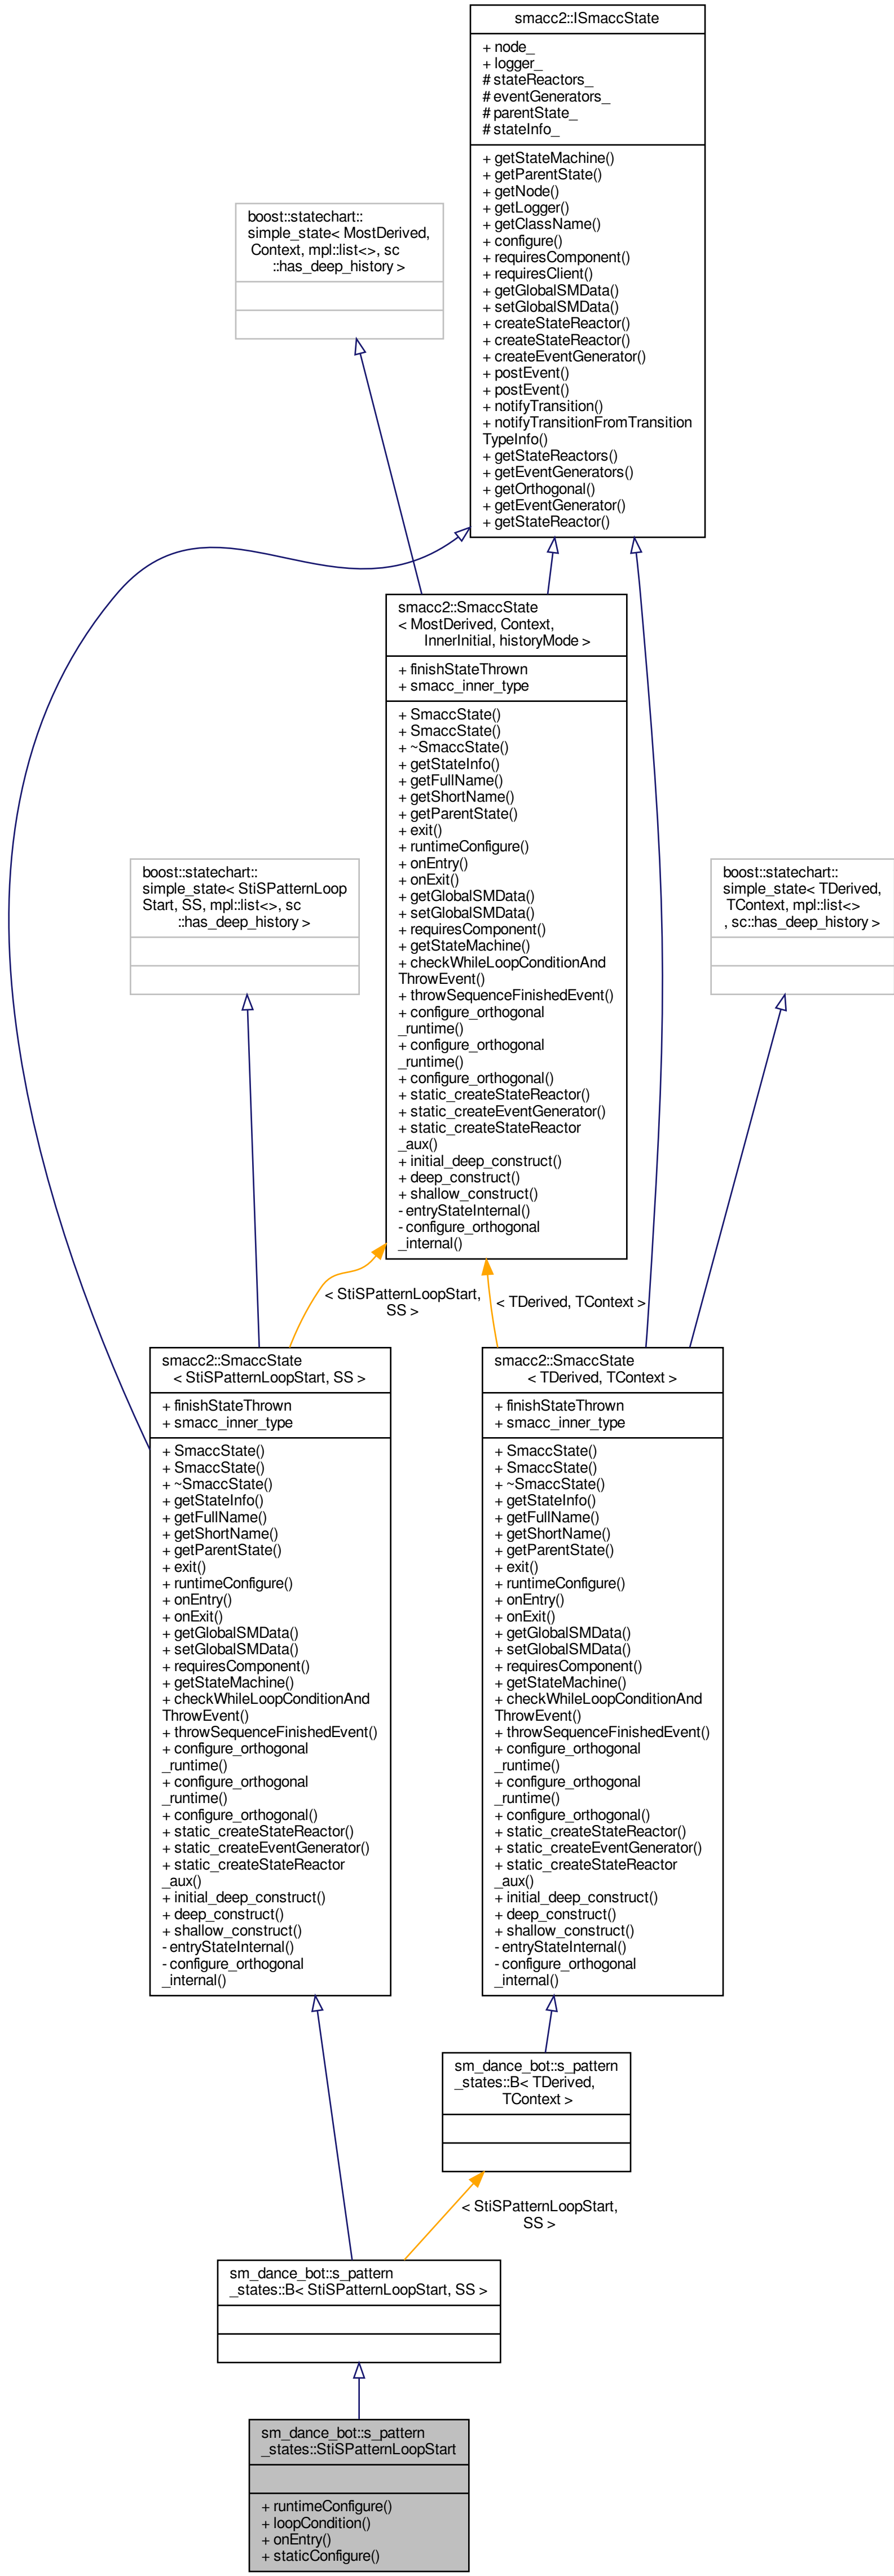 smacc2::ISmaccState
+ node_
+ logger_
# stateReactors_
# eventGenerators_
# parentState_
# stateInfo_
+ getStateMachine()
+ getParentState()
+ getNode()
+ getLogger()
+ getClassName()
+ configure()
+ requiresComponent()
+ requiresClient()
+ getGlobalSMData()
+ setGlobalSMData()
+ createStateReactor()
+ createStateReactor()
+ createEventGenerator()
+ postEvent()
+ postEvent()
+ notifyTransition()
+ notifyTransitionFromTransition
TypeInfo()
+ getStateReactors()
+ getEventGenerators()
+ getOrthogonal()
+ getEventGenerator()
+ getStateReactor()
boost::statechart::
simple_state< MostDerived,
Context, mpl::list<>, sc
::has_deep_history >
smacc2::SmaccState
< MostDerived, Context,
InnerInitial, historyMode >
+ finishStateThrown
+ smacc_inner_type
+ SmaccState()
+ SmaccState()
+ ~SmaccState()
+ getStateInfo()
+ getFullName()
+ getShortName()
+ getParentState()
+ exit()
+ runtimeConfigure()
+ onEntry()
+ onExit()
+ getGlobalSMData()
+ setGlobalSMData()
+ requiresComponent()
+ getStateMachine()
+ checkWhileLoopConditionAnd
ThrowEvent()
+ throwSequenceFinishedEvent()
+ configure_orthogonal
_runtime()
+ configure_orthogonal
_runtime()
+ configure_orthogonal()
+ static_createStateReactor()
+ static_createEventGenerator()
+ static_createStateReactor
_aux()
+ initial_deep_construct()
+ deep_construct()
+ shallow_construct()
- entryStateInternal()
- configure_orthogonal
_internal()
boost::statechart::
simple_state< StiSPatternLoop
Start, SS, mpl::list<>, sc
::has_deep_history >
boost::statechart::
simple_state< TDerived,
TContext, mpl::list<>
, sc::has_deep_history >
< StiSPatternLoopStart,
SS >
< TDerived, TContext >
smacc2::SmaccState
< StiSPatternLoopStart, SS >
+ finishStateThrown
+ smacc_inner_type
+ SmaccState()
+ SmaccState()
+ ~SmaccState()
+ getStateInfo()
+ getFullName()
+ getShortName()
+ getParentState()
+ exit()
+ runtimeConfigure()
+ onEntry()
+ onExit()
+ getGlobalSMData()
+ setGlobalSMData()
+ requiresComponent()
+ getStateMachine()
+ checkWhileLoopConditionAnd
ThrowEvent()
+ throwSequenceFinishedEvent()
+ configure_orthogonal
_runtime()
+ configure_orthogonal
_runtime()
+ configure_orthogonal()
+ static_createStateReactor()
+ static_createEventGenerator()
+ static_createStateReactor
_aux()
+ initial_deep_construct()
+ deep_construct()
+ shallow_construct()
- entryStateInternal()
- configure_orthogonal
_internal()
smacc2::SmaccState
< TDerived, TContext >
+ finishStateThrown
+ smacc_inner_type
+ SmaccState()
+ SmaccState()
+ ~SmaccState()
+ getStateInfo()
+ getFullName()
+ getShortName()
+ getParentState()
+ exit()
+ runtimeConfigure()
+ onEntry()
+ onExit()
+ getGlobalSMData()
+ setGlobalSMData()
+ requiresComponent()
+ getStateMachine()
+ checkWhileLoopConditionAnd
ThrowEvent()
+ throwSequenceFinishedEvent()
+ configure_orthogonal
_runtime()
+ configure_orthogonal
_runtime()
+ configure_orthogonal()
+ static_createStateReactor()
+ static_createEventGenerator()
+ static_createStateReactor
_aux()
+ initial_deep_construct()
+ deep_construct()
+ shallow_construct()
- entryStateInternal()
- configure_orthogonal
_internal()
sm_dance_bot::s_pattern
_states::B< TDerived,
TContext >
< StiSPatternLoopStart,
SS >
sm_dance_bot::s_pattern
_states::B< StiSPatternLoopStart, SS >
sm_dance_bot::s_pattern
_states::StiSPatternLoopStart
+ runtimeConfigure()
+ loopCondition()
+ onEntry()
+ staticConfigure()